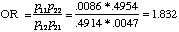 OR = p₁₁p₂₂ / p₁₂p₂₁ = .0086 * .4954 / .4914 * .0047 = 1.832